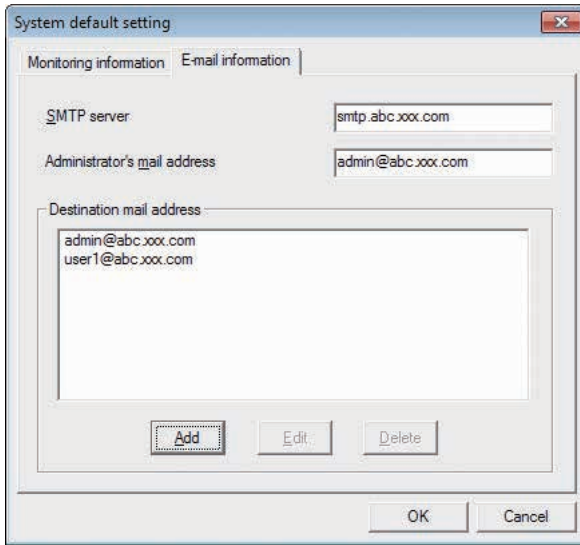 System default setting
Monitoring information E-mail information
SMTP server smtp.abc.xxx.com
Administrator's mail address admin@abc.xxx.com
Destination mail address
admin@abc.xxx.com
user1@abc.xxx.com
Add Edit Delete
OK Cancel